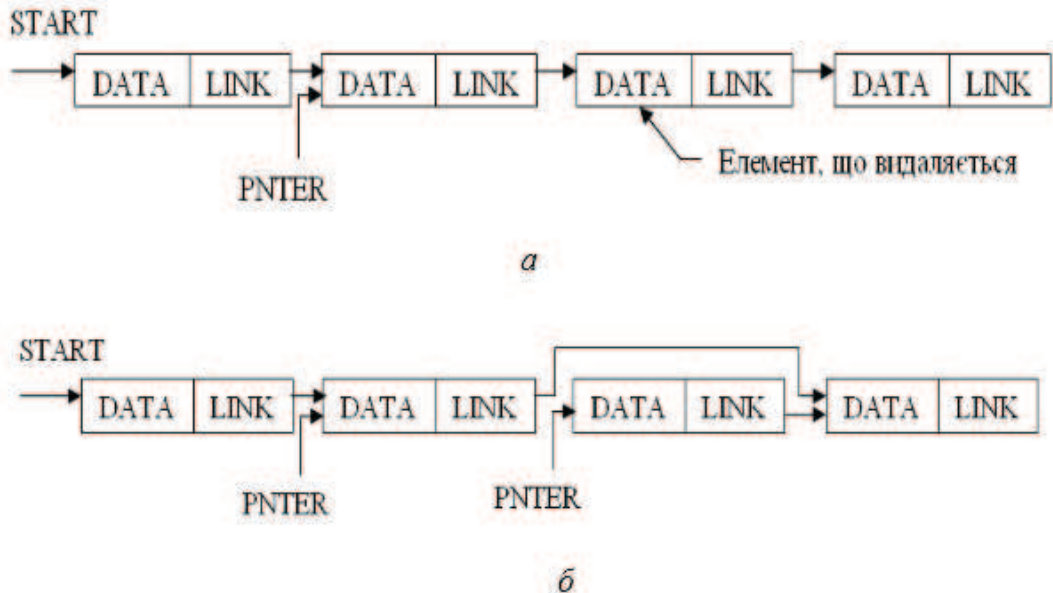 START
DATA LINK DATA LINK DATA LINK DATA LINK
PNTER
Елемент, що видаляється
а
START
DATA LINK DATA LINK DATA LINK DATA LINK
PNTER PNTER
б